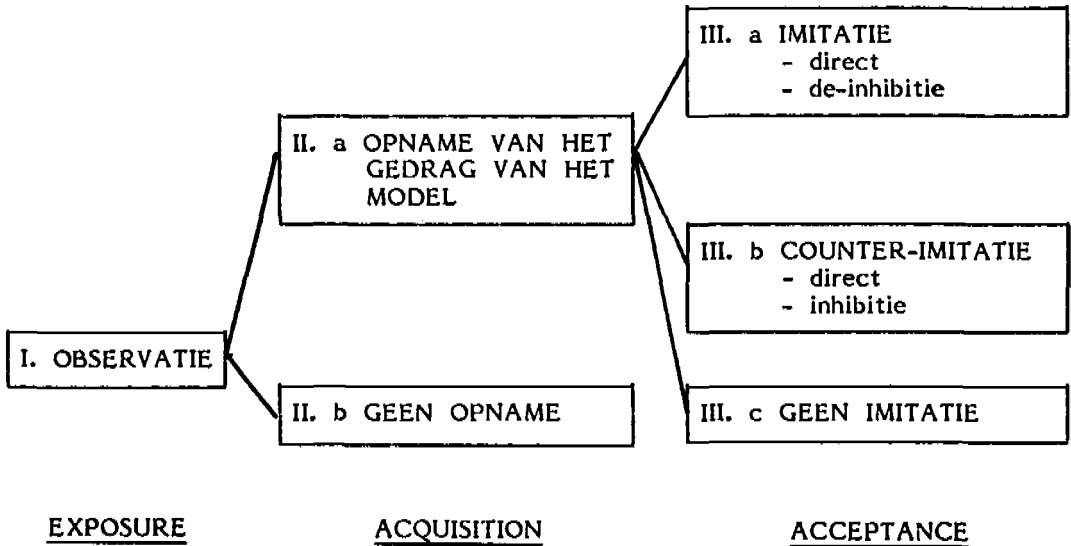 III. a IMITATIE
- direct
- de-inhibitie
II. a OPNAME VAN HET
GEDRAG VAN HET
MODEL
III. b COUNTER-IMITATIE
- direct
- inhibitie
I. OBSERVATIE
II. b GEEN OPNAME
III. c GEEN IMITATIE
EXPOSURE
ACQUISITION
ACCEPTANCE